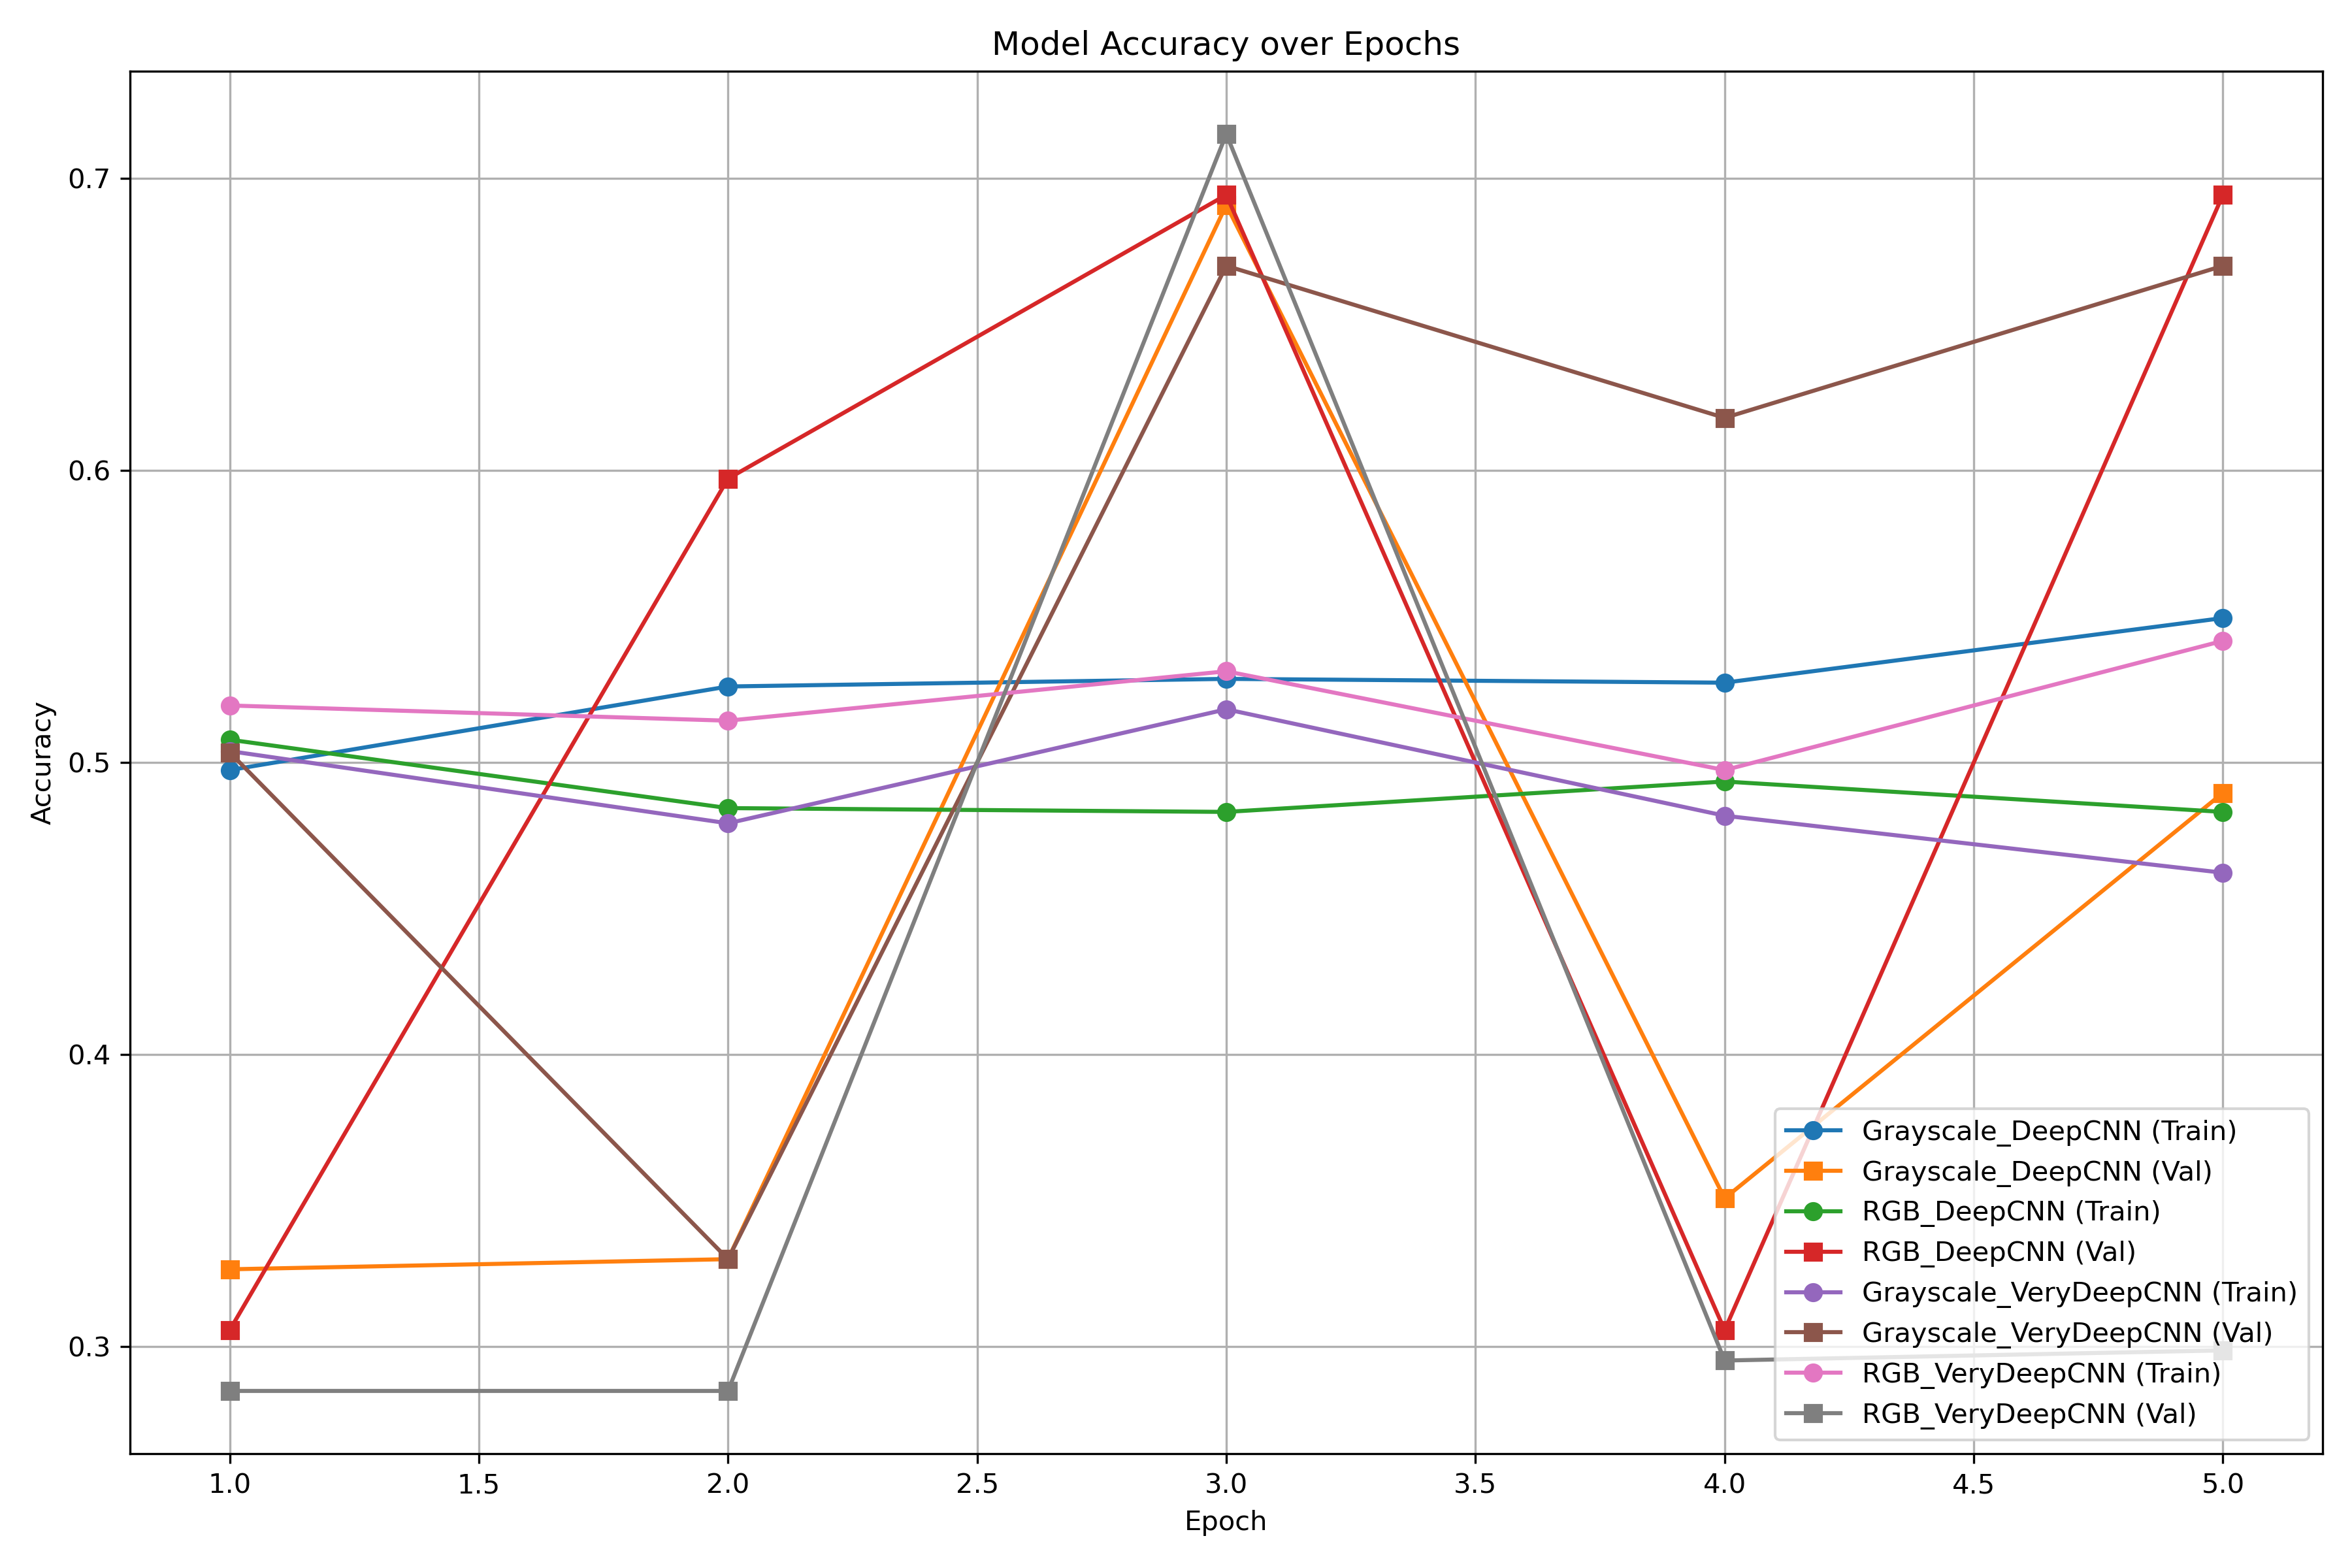 Model Accuracy over Epochs
Accuracy
0.7
0.6
0.5
0.4
0.3
1.0 1.5 2.0 2.5 3.0 3.5 4.0 4.5 5.0
Epoch
Grayscale_DeepCNN (Train)
Grayscale_DeepCNN (Val)
RGB_DeepCNN (Train)
RGB_DeepCNN (Val)
Grayscale_VeryDeepCNN (Train)
Grayscale_VeryDeepCNN (Val)
RGB_VeryDeepCNN (Train)
RGB_VeryDeepCNN (Val)